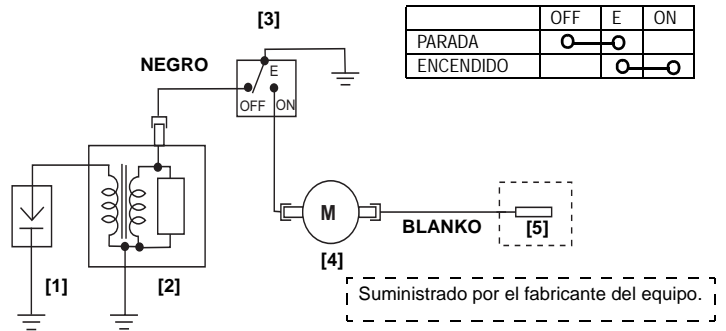 [3]
OFF E ON
PARADA
ENCENDIDO
NEGRO
E
OFF ON
M
BLANKO
[5]
[4]
[1]
[2]
Suministrado por el fabricante del equipo.